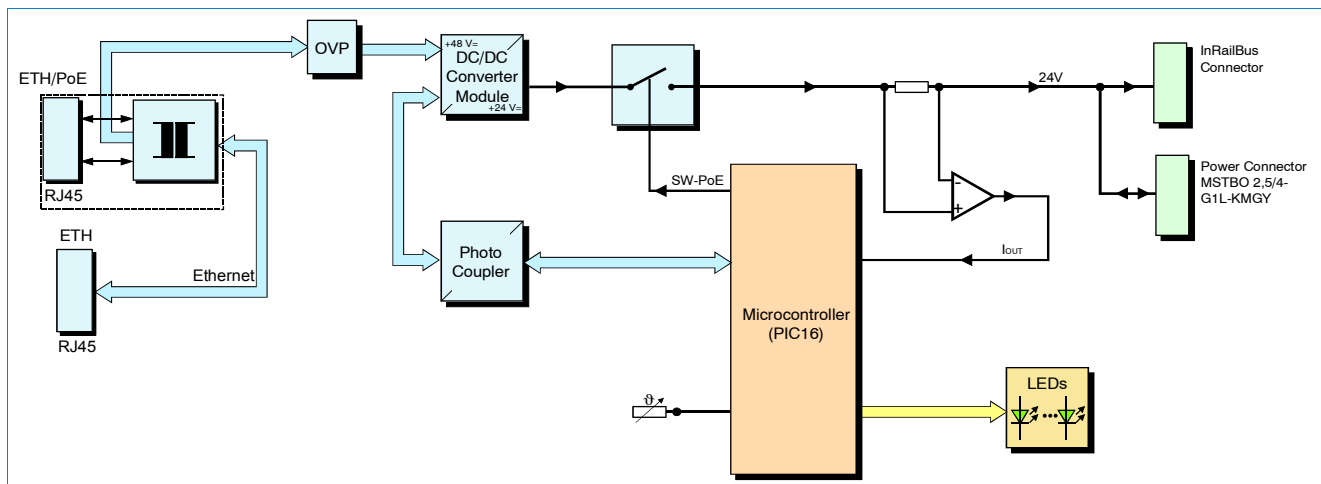 OVP
+48 V=
DC/DC
Converter
Module
+24 V=
24V
InRailBus
Connector
ETH/PoE
RJ45
SW-PoE
-
+
Power Connector
MSTBO 2,5/4-
G1L-KMGY
ETH
Ethernet
RJ45
Photo
Coupler
IOUT
Microcontroller
(PIC16)
ϑ
LEDs